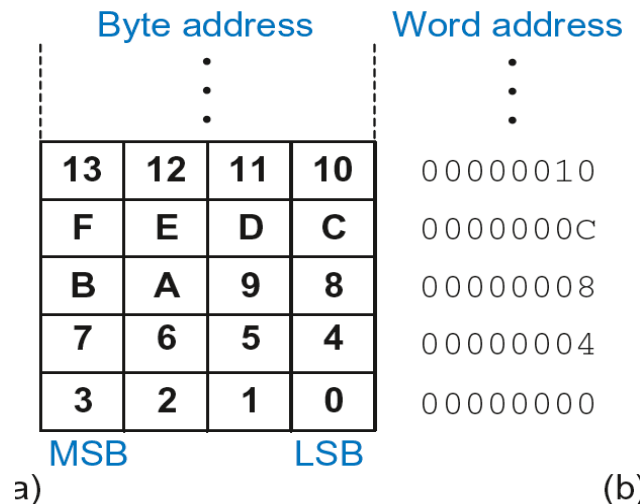 Byte address Word address
13 12 11 10 00000010
F E D C 0000000C
B A 9 8 00000008
7 6 5 4 00000004
3 2 1 0 00000000
MSB LSB
a) (b)